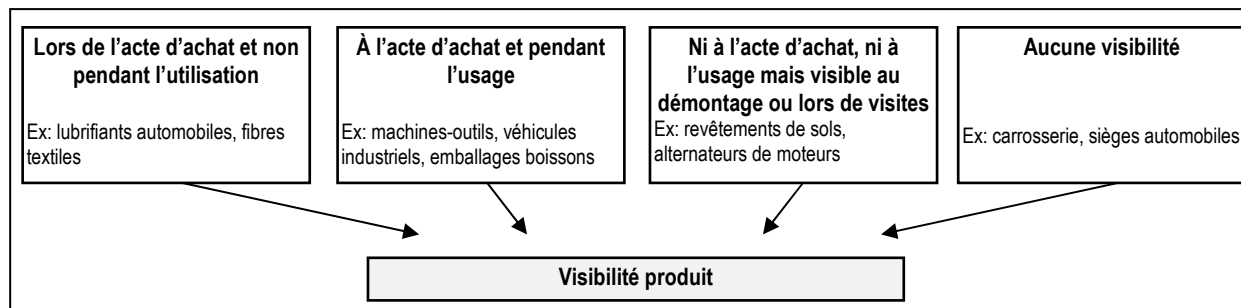 Lors de l’acte d’achat et non
pendant l’utilisation
Ex: lubrifiants automobiles, fibres
textiles
À l’acte d’achat et pendant
l’usage
Ex: machines-outils, véhicules
industriels, emballages boissons
Ni à l’acte d’achat, ni à
l’usage mais visible au
démontage ou lors de visites
Ex: revêtements de sols,
alternateurs de moteurs
Aucune visibilité
Ex: carrosserie, sièges automobiles
Visibilité produit